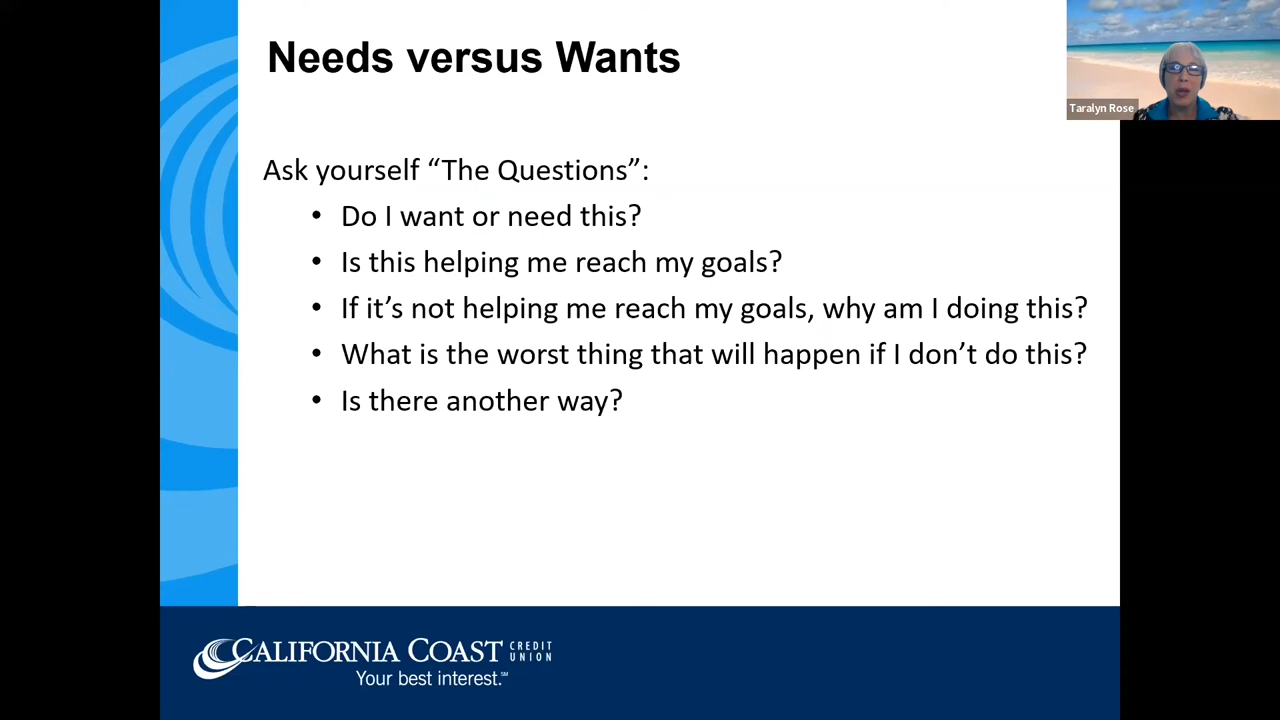 Needs versus Wants
Taralyn Rose
Ask yourself “The Questions”:
• Do I want or need this?
• Is this helping me reach my goals?
• If it’s not helping me reach my goals, why am I doing this?
• What is the worst thing that will happen if I don’t do this?
• Is there another way?
CALIFORNIA COAST CREDIT UNION
Your best interest.℠